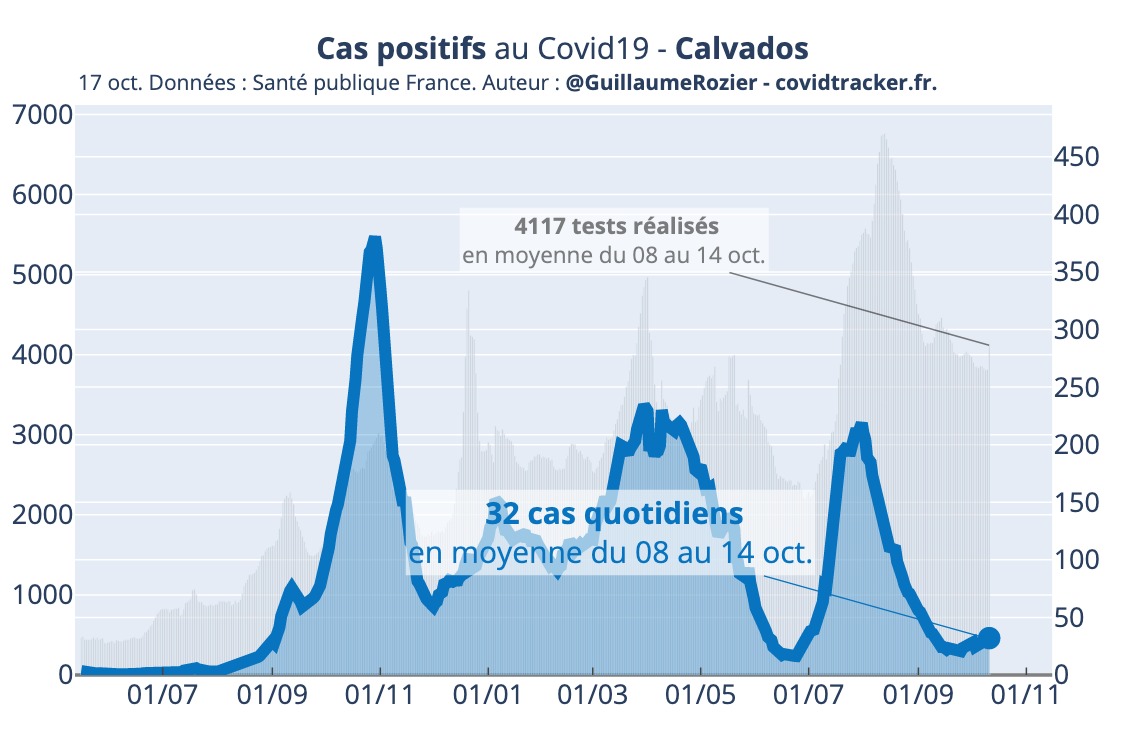 Cas positifs au Covid19 - Calvados
17 oct. Données : Santé publique France. Auteur : @GuillaumeRozier - covidtracker.fr.
7000
6000
5000
4000
3000
2000
1000
0
450
400
350
300
250
200
150
100
50
0
4117 tests réalisés
en moyenne du 08 au 14 oct.
32 cas quotidiens
en moyenne du 08 au 14 oct.
01/07 01/09 01/11 01/01 01/03 01/05 01/07 01/09 01/11